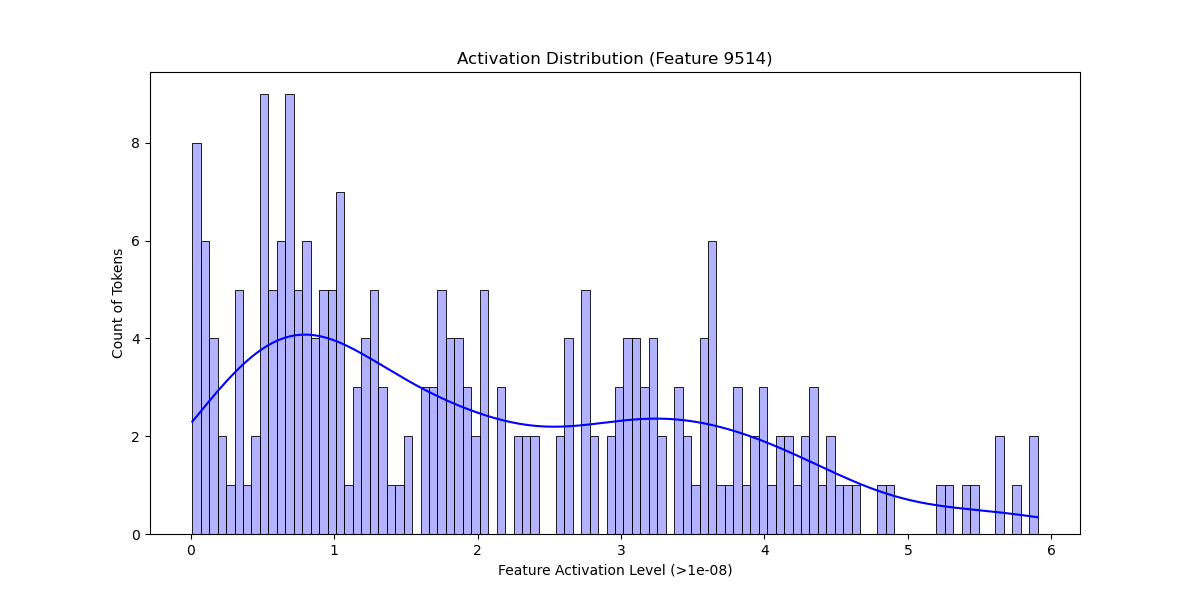 Activation Distribution (Feature 9514)
Count of Tokens
8
6
4
2
0
0 1 2 3 4 5 6
Feature Activation Level (>1e-08)